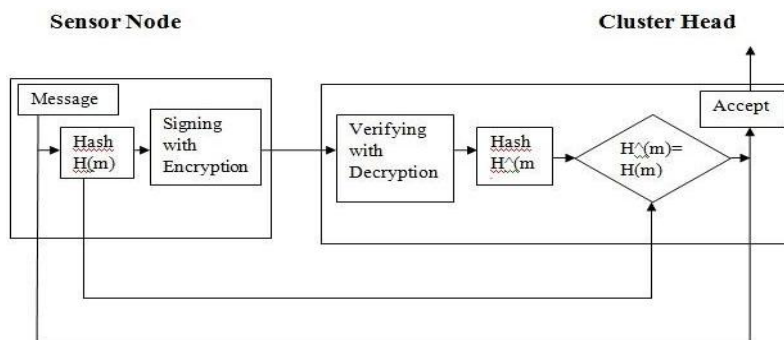 Sensor Node
Cluster Head
Message
Hash
H(m)
Signing
with
Encryption
Verifying
with
Decryption
Hash
H^(m
H^(m)=
H(m)
Accept